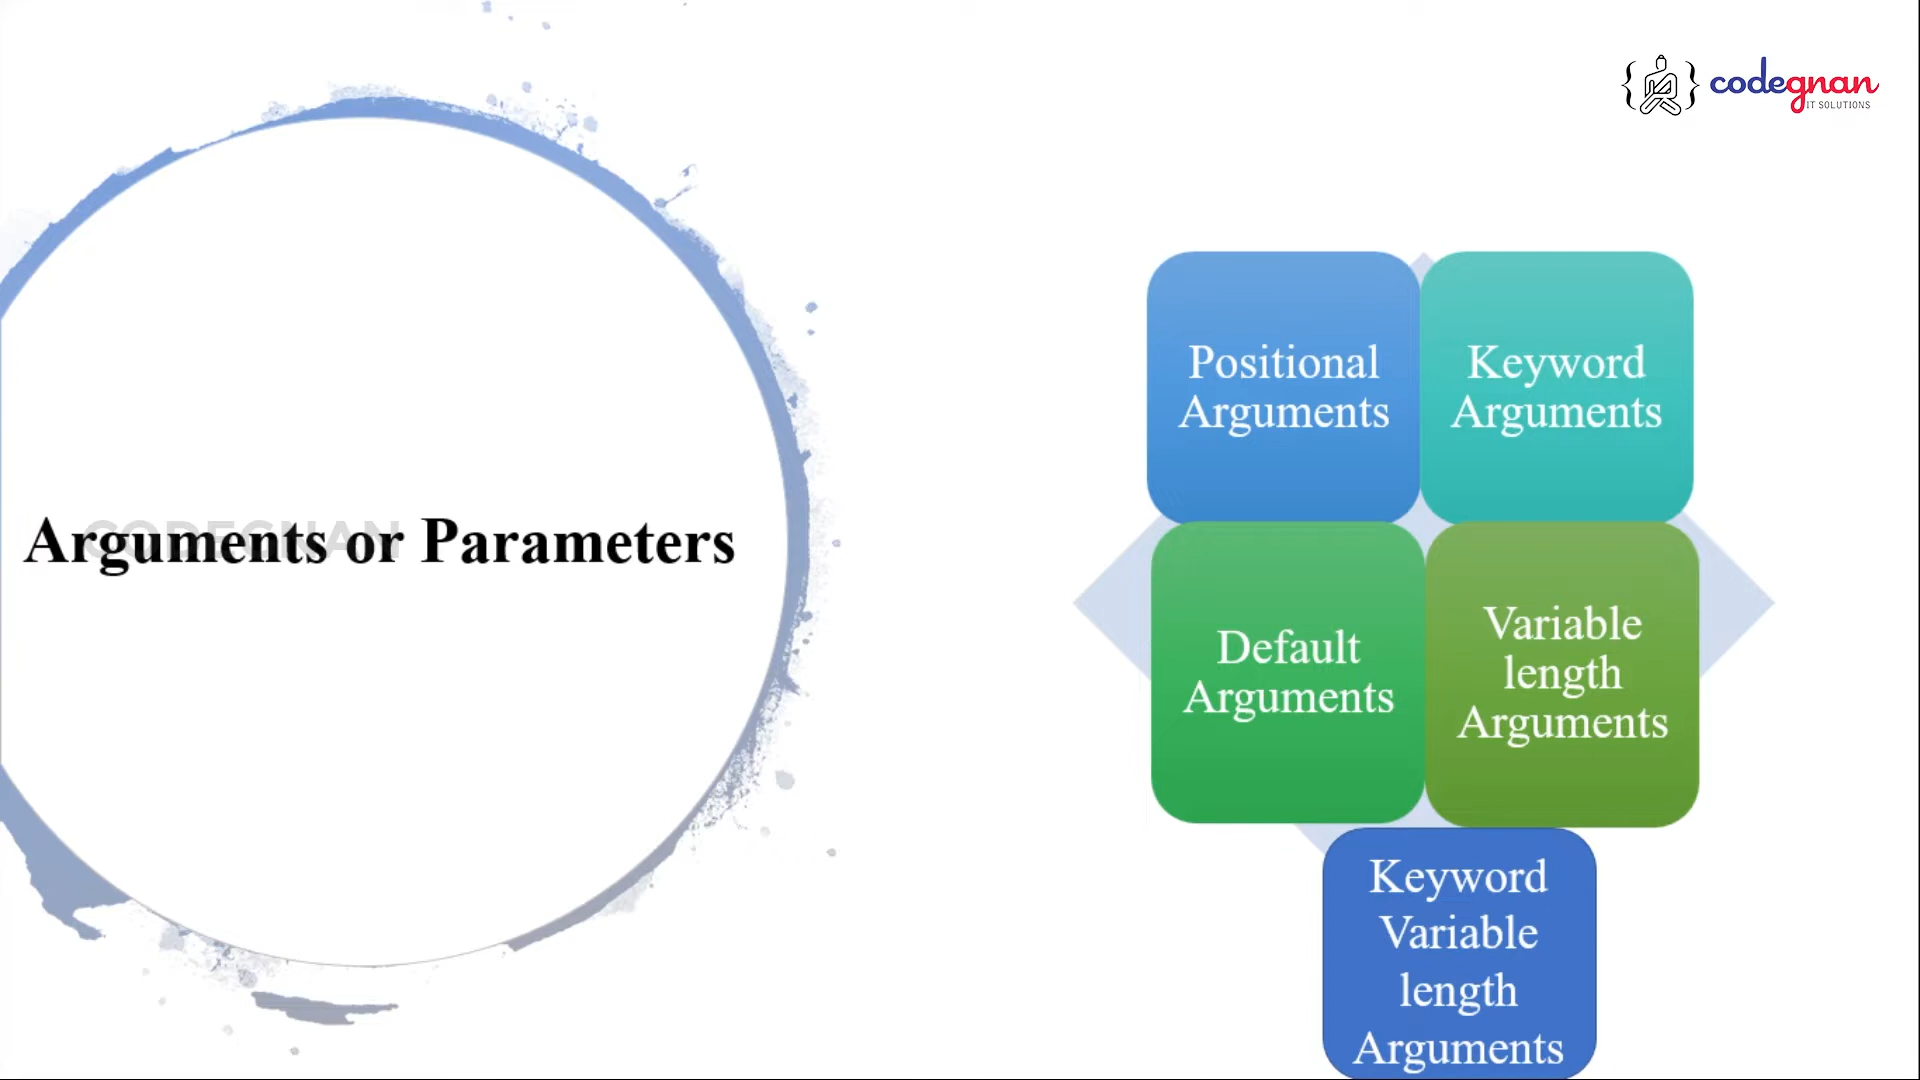 codegnan
IT SOLUTIONS
CODEGNAN
Arguments or Parameters
Positional
Arguments
Keyword
Arguments
Default
Arguments
Variable
length
Arguments
Keyword
Variable
length
Arguments